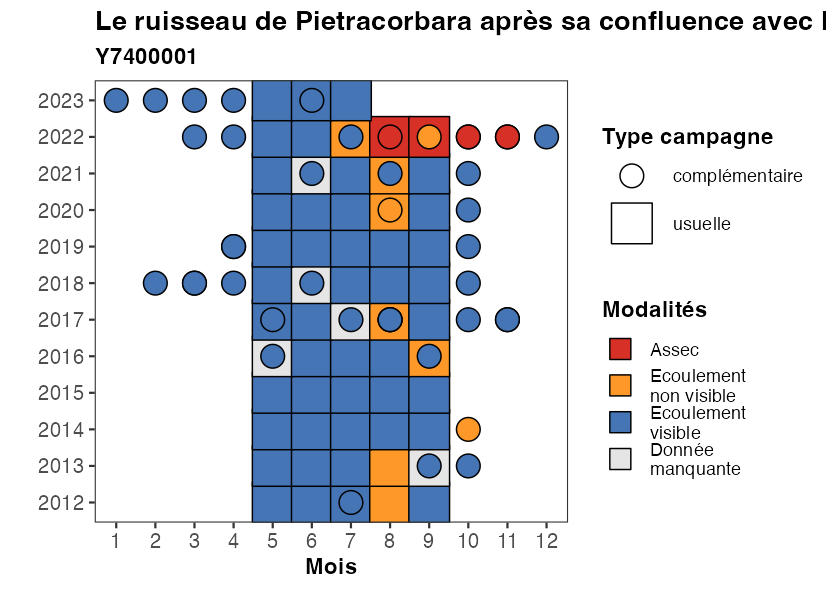 Le ruisseau de Pietracorbara après sa confluence avec
Y7400001
2023
2022
2021
2020
2019
2018
2017
2016
2015
2014
2013
2012
1 2 3 4 5 6 7 8 9 10 11 12
Mois
Type campagne
complémentaire
usuelle
Modalités
Assec
Ecoulement
non visible
Ecoulement
visible
Donnée
manquante